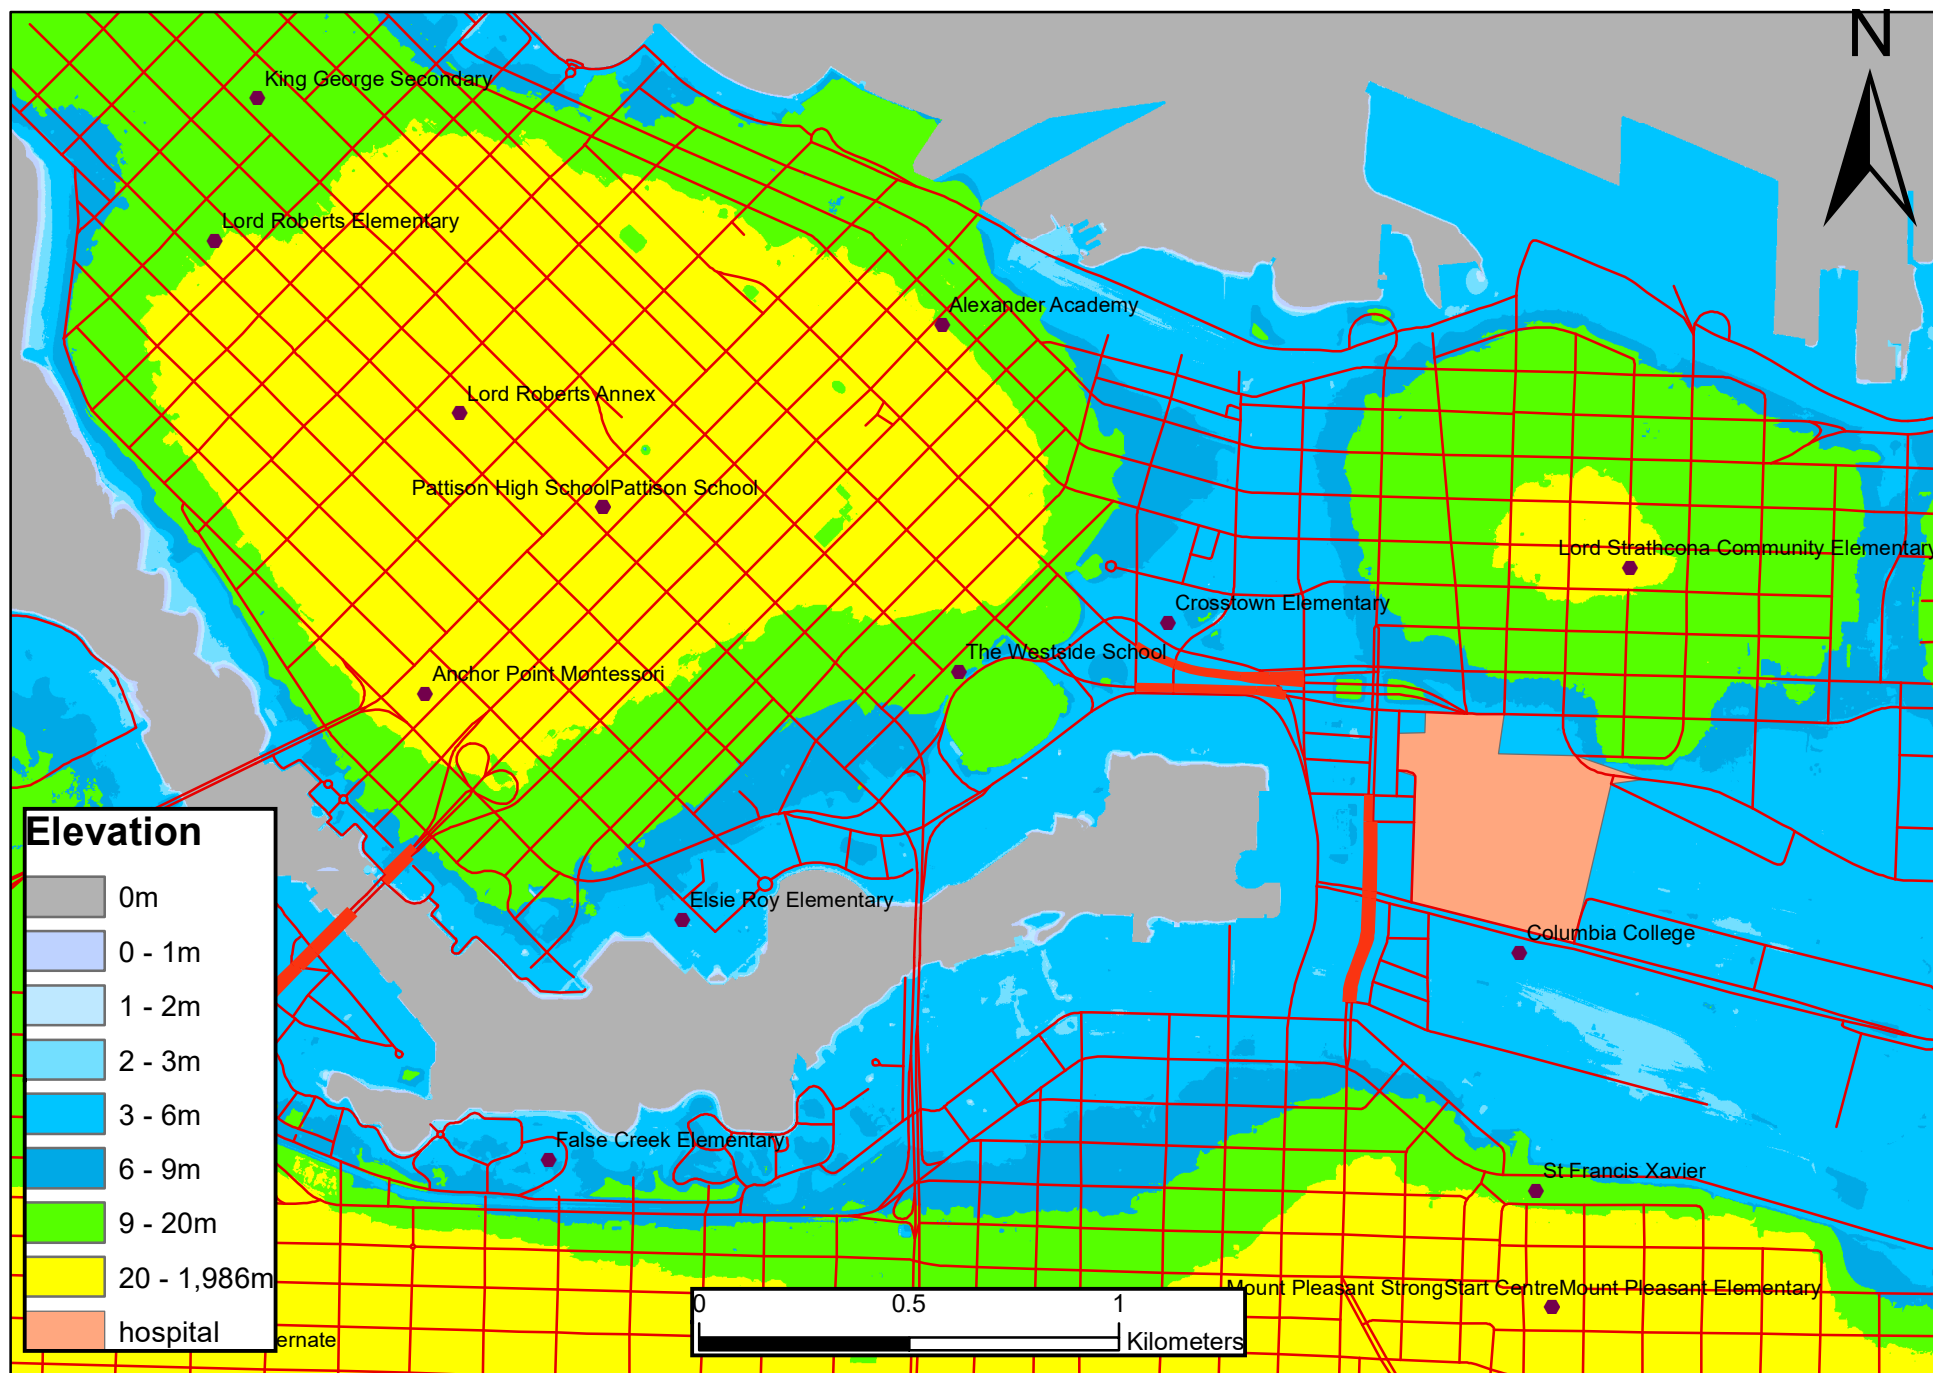 N
King George Secondary
Lord Roberts Elementary
Alexander Academy
Lord Roberts Annex
Pattison High SchoolPattison School
Lord Strathcona Community Elementary
Crosstown Elementary
The Westside School
Anchor Point Montessori
Elsie Roy Elementary
Columbia College
False Creek Elementary
St Francis Xavier
Mount Pleasant StrongStart CentreMount Pleasant Elementary
ernate
Elevation
0m
0 - 1m
1 - 2m
2 - 3m
3 - 6m
6 - 9m
9 - 20m
20 - 1,986m
hospital
0 0.5 1
Kilometers